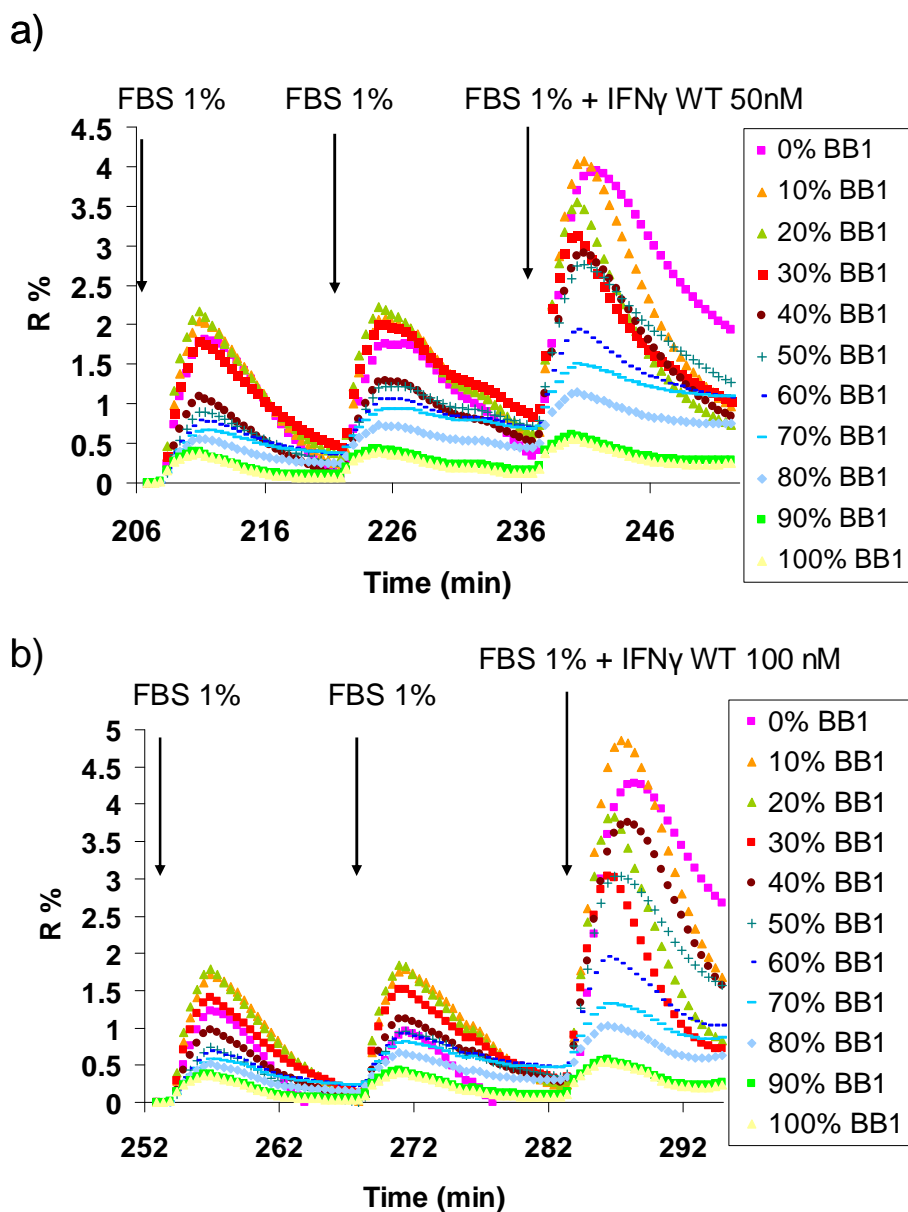 a)
FBS 1% FBS 1% FBS 1% + IFNγ WT 50nM
4.5
4
3.5
3
2.5
2
1.5
1
0.5
0
R %
206 216 226 236 246
Time (min)
0% BB1
10% BB1
20% BB1
30% BB1
40% BB1
50% BB1
60% BB1
70% BB1
80% BB1
90% BB1
100% BB1
b)
FBS 1% + IFNγ WT 100 nM
FBS 1% FBS 1%
5
4.5
4
3.5
3
2.5
2
1.5
1
0.5
0
R %
252 262 272 282 292
Time (min)
0% BB1
10% BB1
20% BB1
30% BB1
40% BB1
50% BB1
60% BB1
70% BB1
80% BB1
90% BB1
100% BB1